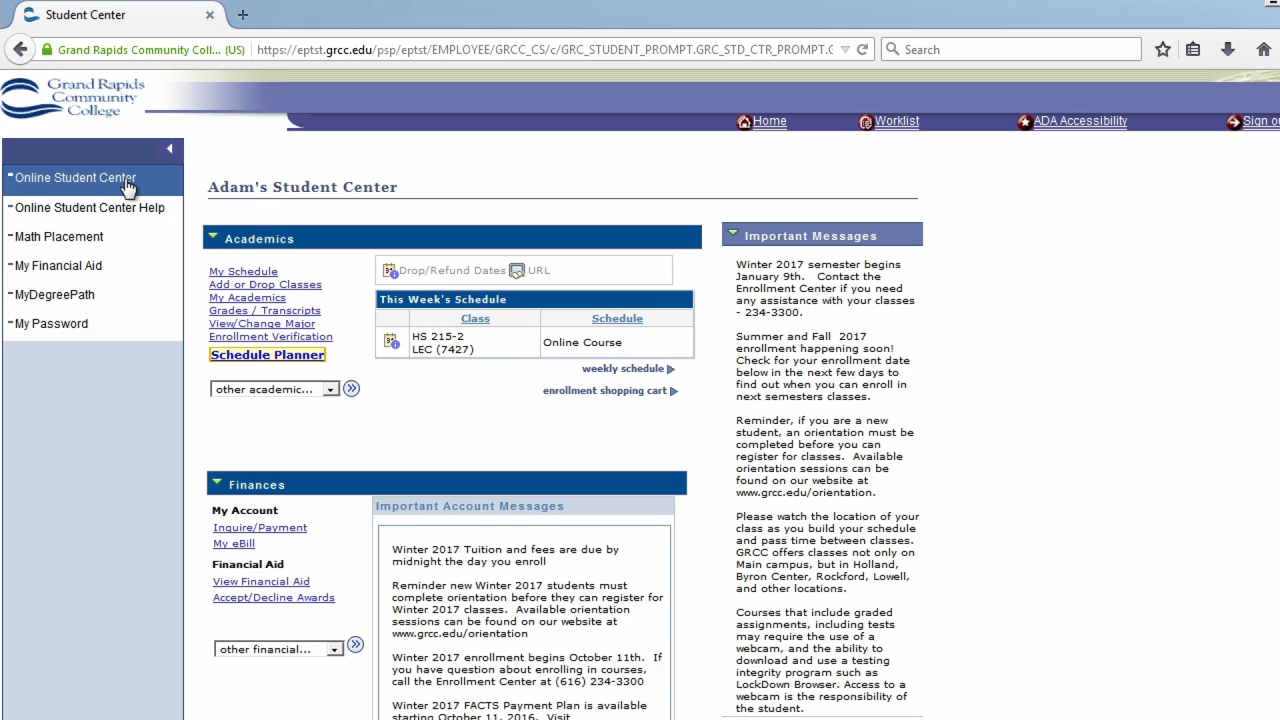 Student Center
Grand Rapids Community Coll... (US)
https://eptst.grcc.edu/psp/eptst/EMPLOYEE/GRCC_CS/c/GRC_STUDENT_PROMPT.GRC_STD_CTR_PROMPT.G
Search
Grand Rapids
Community
College
Home
Worklist
ADA Accessibility
Sign ou
Online Student Center
Online Student Center Help
Math Placement
My Financial Aid
MyDegreePath
My Password
Adam's Student Center
Academics
My Schedule
Add or Drop Classes
My Academics
Grades / Transcripts
View/Change Major
Enrollment Verification
Schedule Planner
other academic...
Drop/Refund Dates URL
This Week's Schedule
Class Schedule
HS 215-2
LEC (7427)
Online Course
weekly schedule
enrollment shopping cart
Finances
My Account
Inquire/Payment
My eBill
Financial Aid
View Financial Aid
Accept/Decline Awards
other financial...
Important Account Messages
Winter 2017 Tuition and fees are due by
midnight the day you enroll
Reminder new Winter 2017 students must
complete orientation before they can register for
Winter 2017 classes. Available orientation
sessions can be found on our website at
www.grcc.edu/orientation
Winter 2017 enrollment begins October 11th. If
you have question about enrolling in courses,
call the Enrollment Center at (616) 234-3300
Winter 2017 FACTS Payment Plan is available
starting October 11, 2016. Visit
Important Messages
Winter 2017 semester begins
January 9th. Contact the
Enrollment Center if you need
any assistance with your classes
- 234-3300.
Summer and Fall 2017
enrollment happening soon!
Check for your enrollment date
below in the next few days to
find out when you can enroll in
next semesters classes.
Reminder, if you are a new
student, an orientation must be
completed before you can
register for classes. Available
orientation sessions can be
found on our website at
www.grcc.edu/orientation.
Please watch the location of your
class as you build your schedule
and pass time between classes.
GRCC offers classes not only on
Main campus, but in Holland,
Byron Center, Rockford, Lowell,
and other locations.
Courses that include graded
assignments, including tests
may require the use of a
webcam, and the ability to
download and use a testing
integrity program such as
LockDown Browser. Access to a
webcam is the responsibility of
the student.